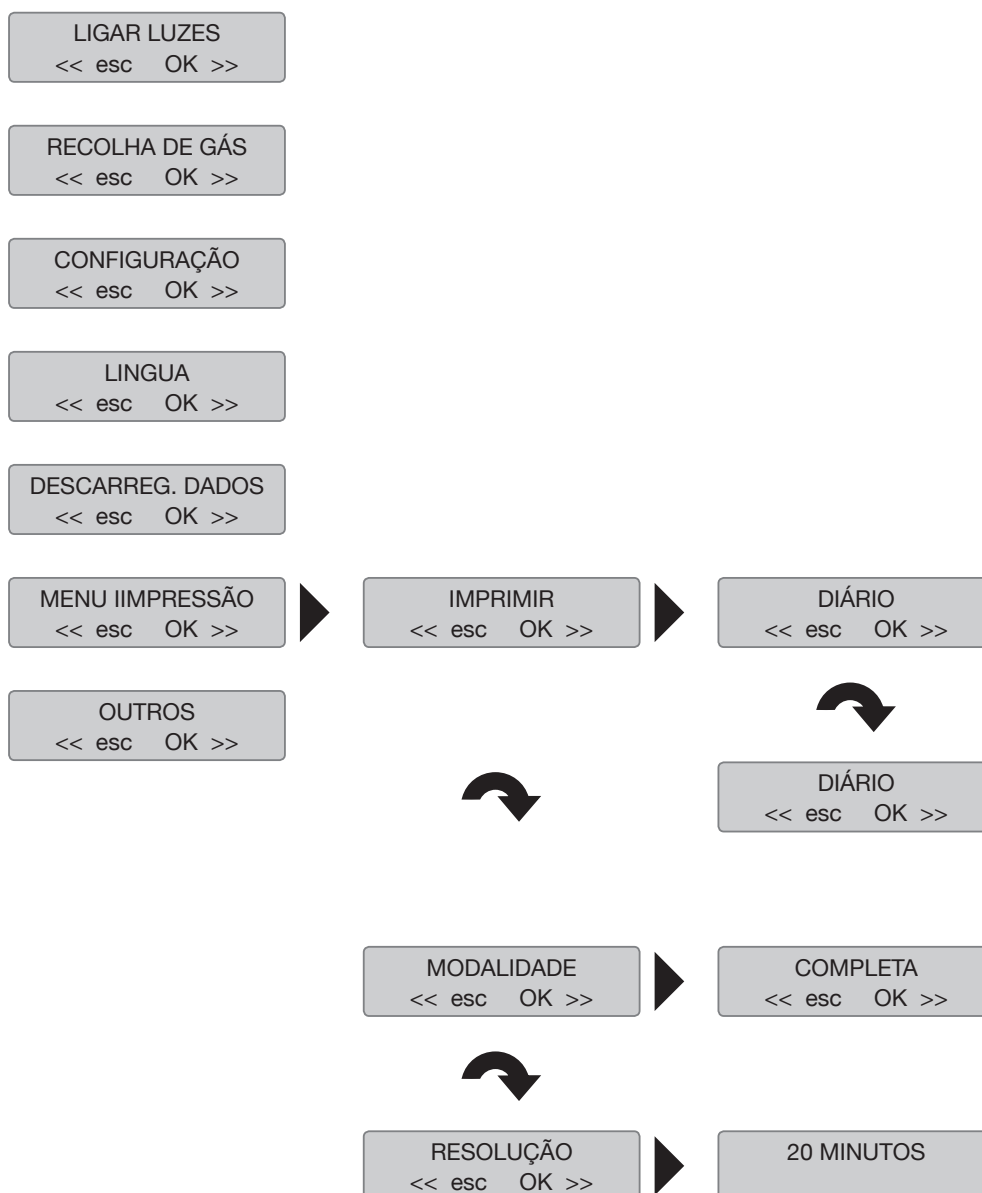 LIGAR LUZES
<< esc OK >>
RECOLHA DE GÁS
<< esc OK >>
CONFIGURAÇÃO
<< esc OK >>
LINGUA
<< esc OK >>
DESCARREG. DADOS
<< esc OK >>
MENU IIMPRESSÃO
<< esc OK >>
IMPRIMIR
<< esc OK >>
DIÁRIO
<< esc OK >>
OUTROS
<< esc OK >>
DIÁRIO
<< esc OK >>
MODALIDADE
<< esc OK >>
COMPLETA
<< esc OK >>
RESOLUÇÃO
<< esc OK >>
20 MINUTOS